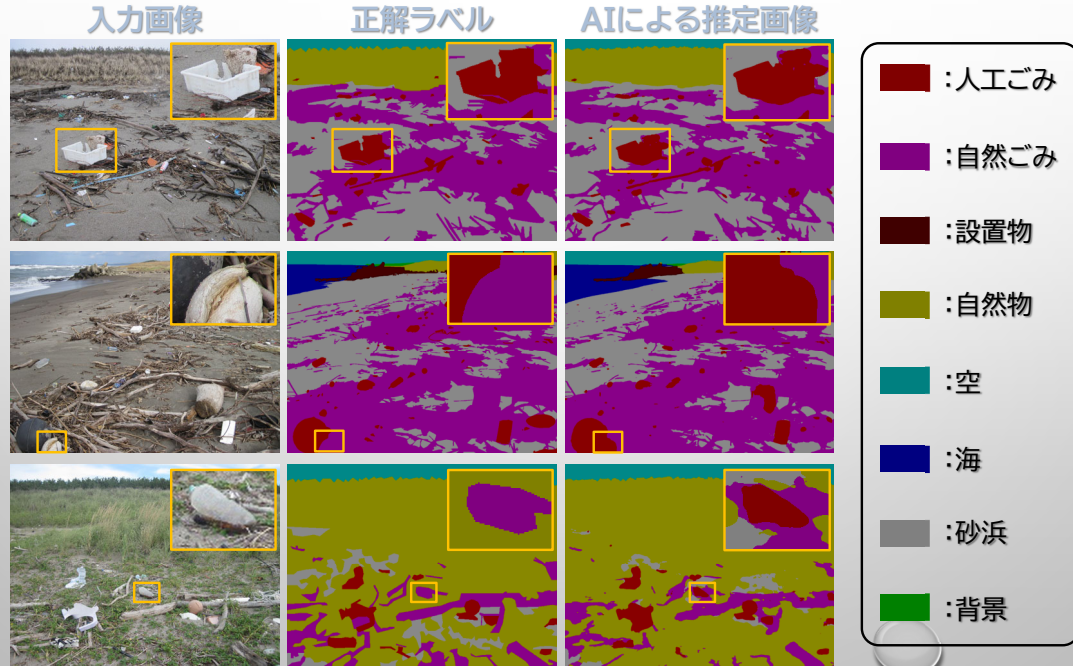 入力画像
正解ラベル
AIによる推定画像
:人工ごみ
:自然ごみ
:設置物
:自然物
:空
:海
:砂浜
:背景